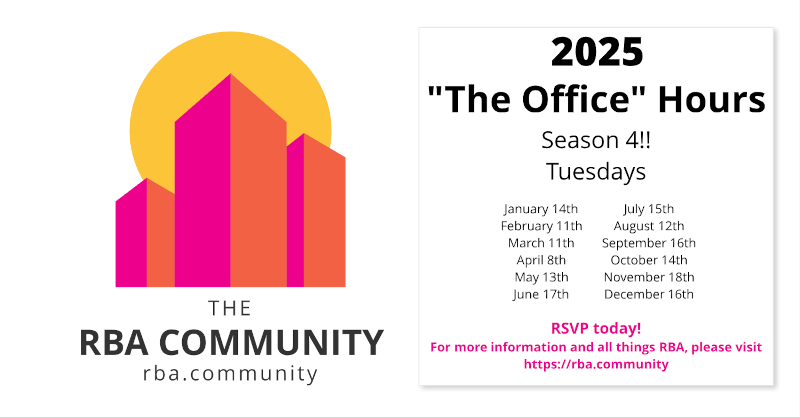 THE
RBA COMMUNITY
rba.community
2025
"The Office" Hours
Season 4!!
Tuesdays
January 14th
February 11th
March 11th
April 8th
May 13th
June 17th
July 15th
August 12th
September 16th
October 14th
November 18th
December 16th
RSVP today!
For more information and all things RBA, please visit
https://rba.community